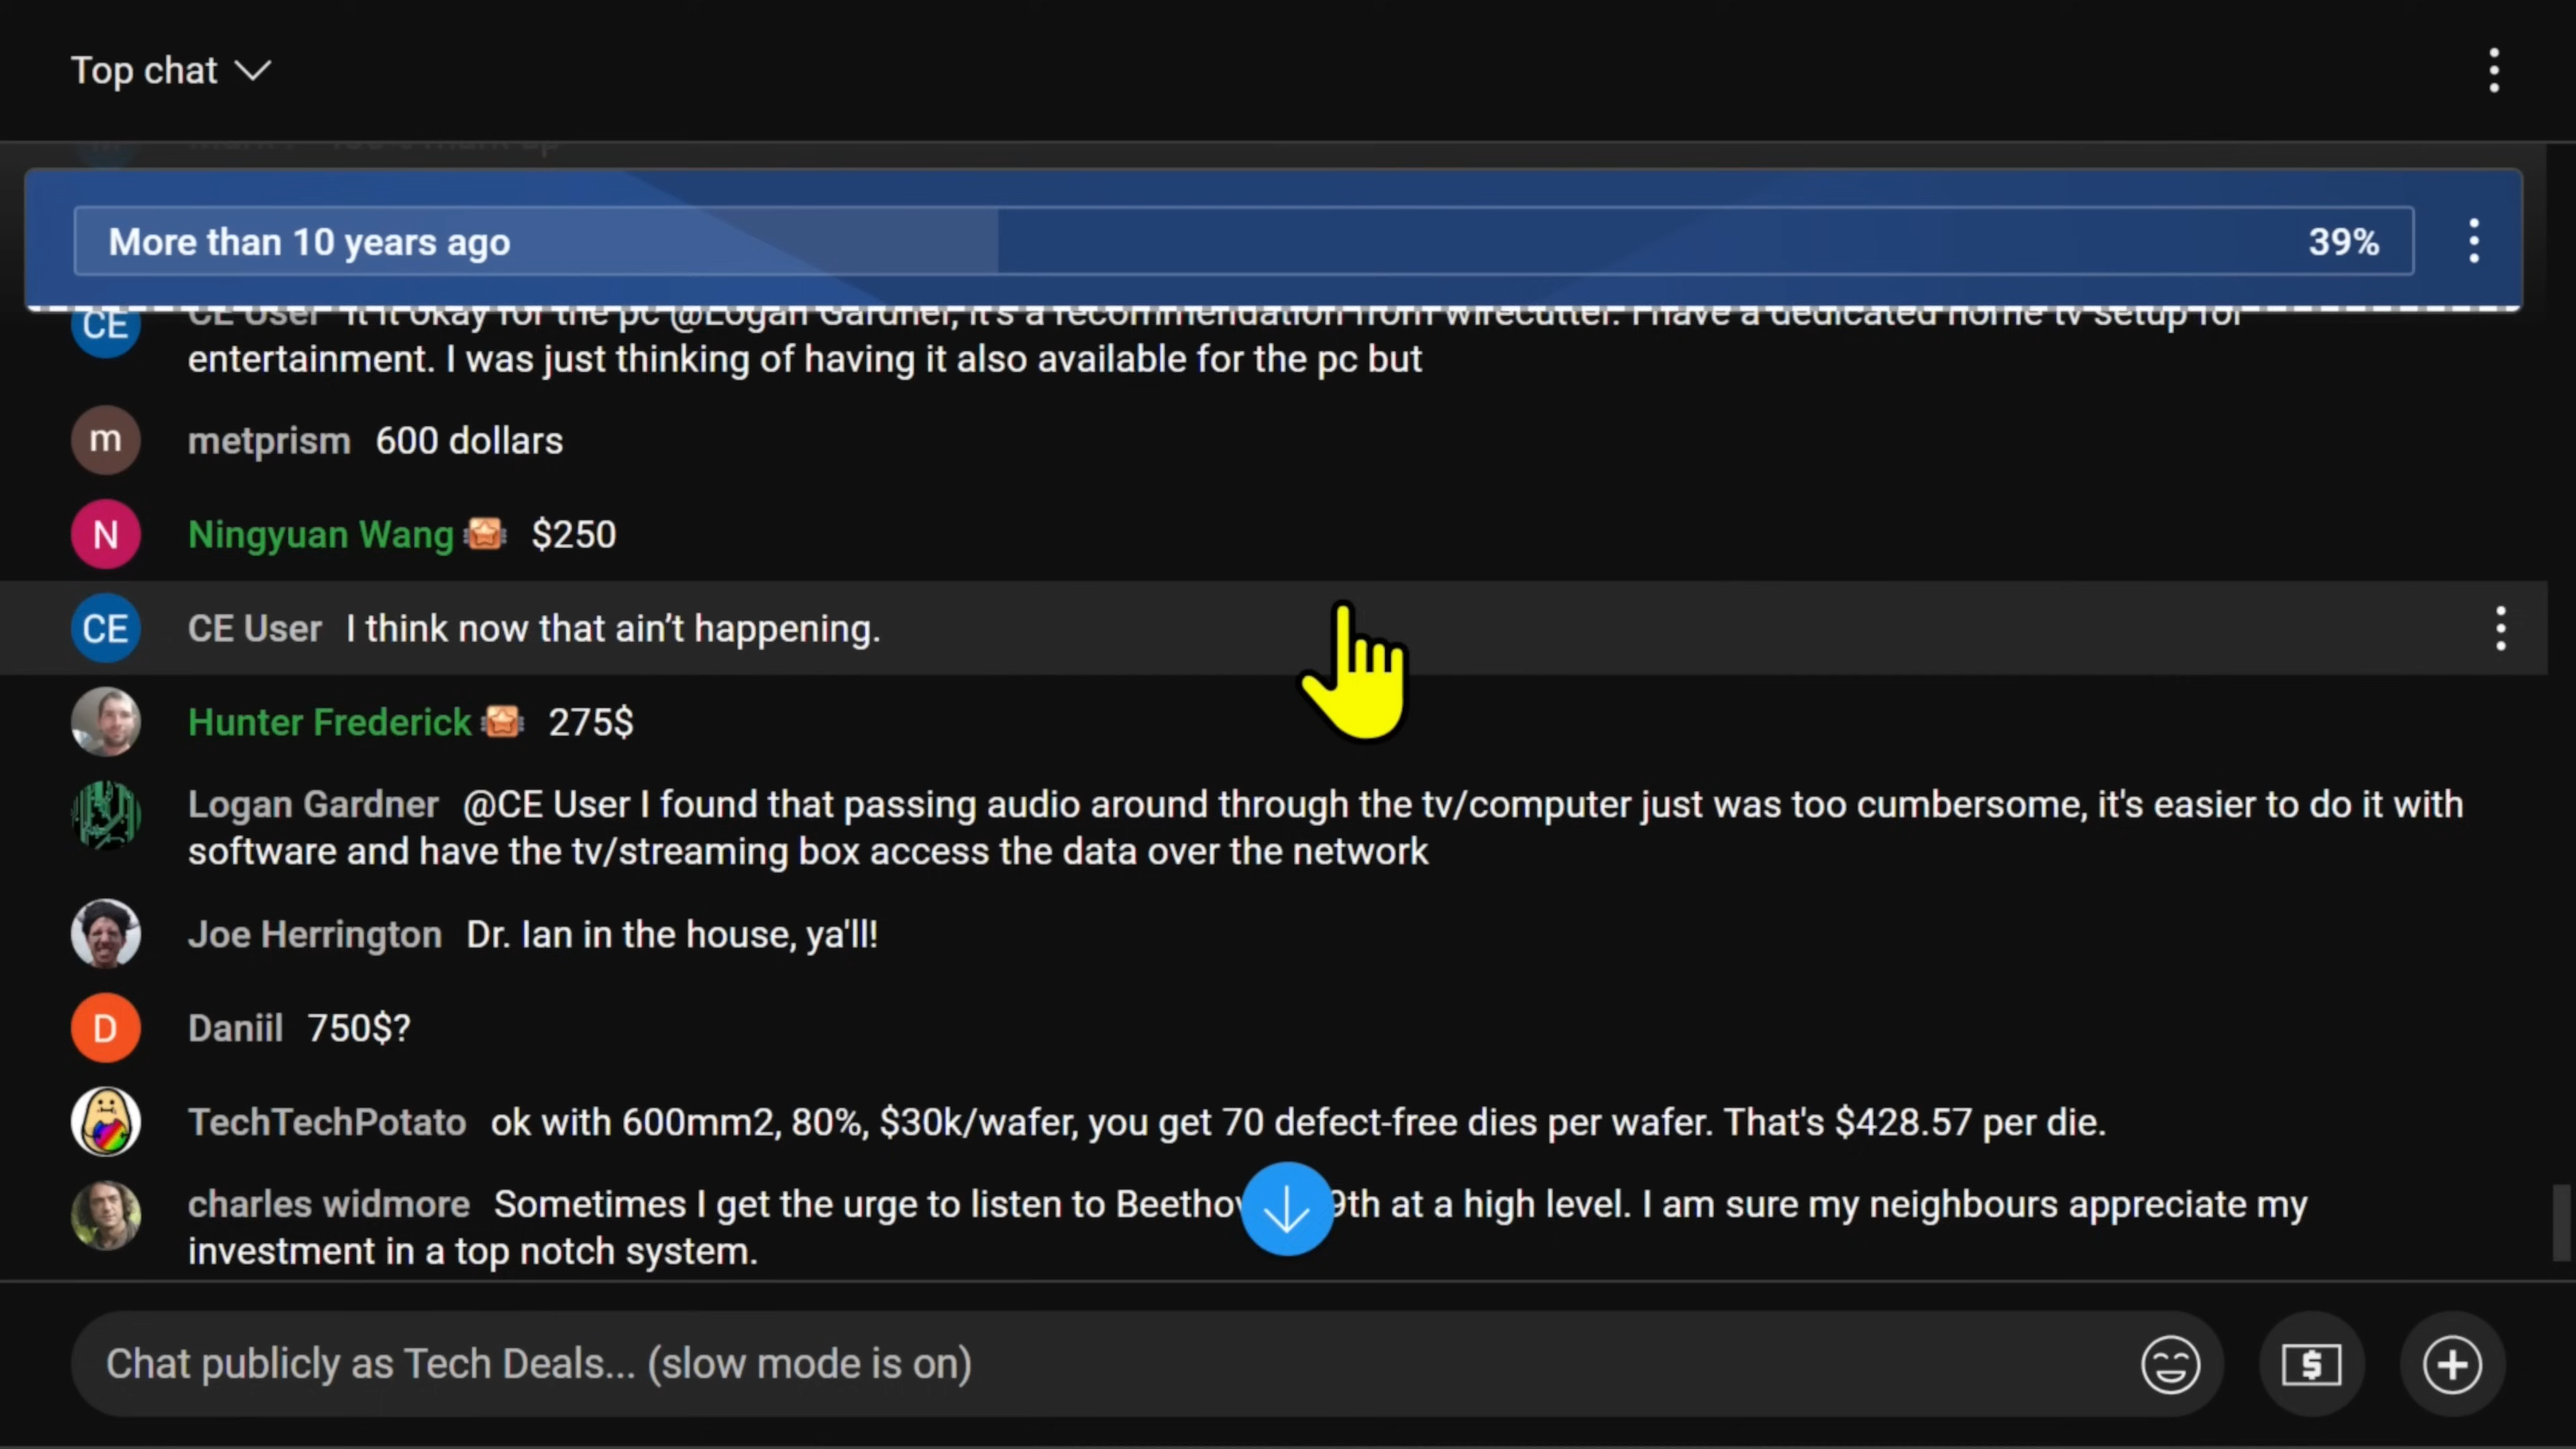 Top chat
More than 10 years ago 39%
CE CE User It it okay for the pc @Logan Gardner, it's a recommendation from wirecutter. I have a dedicated home tv setup for
entertainment. I was just thinking of having it also available for the pc but
m metprism 600 dollars
N Ningyuan Wang $250
CE CE User I think now that ain't happening.
Hunter Frederick 275$
Logan Gardner @CE User I found that passing audio around through the tv/computer just was too cumbersome, it's easier to do it with
software and have the tv/streaming box access the data over the network
Joe Herrington Dr. Ian in the house, ya'll!
D Daniil 750$?
TechTechPotato ok with 600mm2, 80%, $30k/wafer, you get 70 defect-free dies per wafer. That's $428.57 per die.
charles widmore Sometimes I get the urge to listen to 9th at a high level. I am sure my neighbours appreciate my
investment in a top notch system.
Chat publicly as Tech Deals... (slow mode is on)